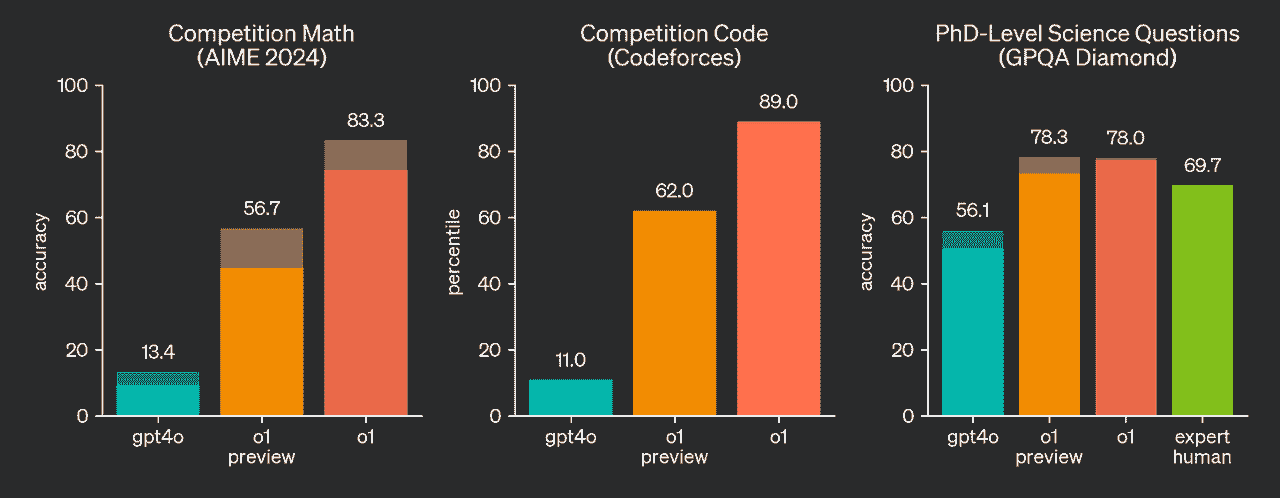 Competition Math
(AIME 2024)
accuracy
100
80
60
40
20
0
13.4
56.7
83.3
gpt4o
o1
preview
o1
Competition Code
(Codeforces)
percentile
100
80
60
40
20
0
11.0
62.0
89.0
gpt4o
o1
preview
o1
PhD-Level Science Questions
(GPQA Diamond)
accuracy
100
80
60
40
20
0
56.1
78.3
78.0
69.7
gpt4o
o1
preview
o1
expert
human